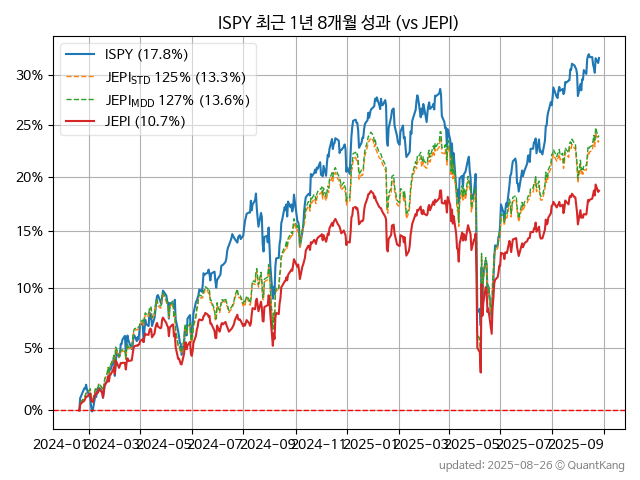 ISPY 최근 1년 8개월 성과 (vs JEPI)
ISPY (17.8%)
JEPI_STD 125% (13.3%)
JEPI_MDD 127% (13.6%)
JEPI (10.7%)
30%
25%
20%
15%
10%
5%
0%
2024-01 2024-03 2024-05 2024-07 2024-09 2024-11 2025-01 2025-03 2025-05 2025-07 2025-09
updated: 2025-08-26 © QuantKang